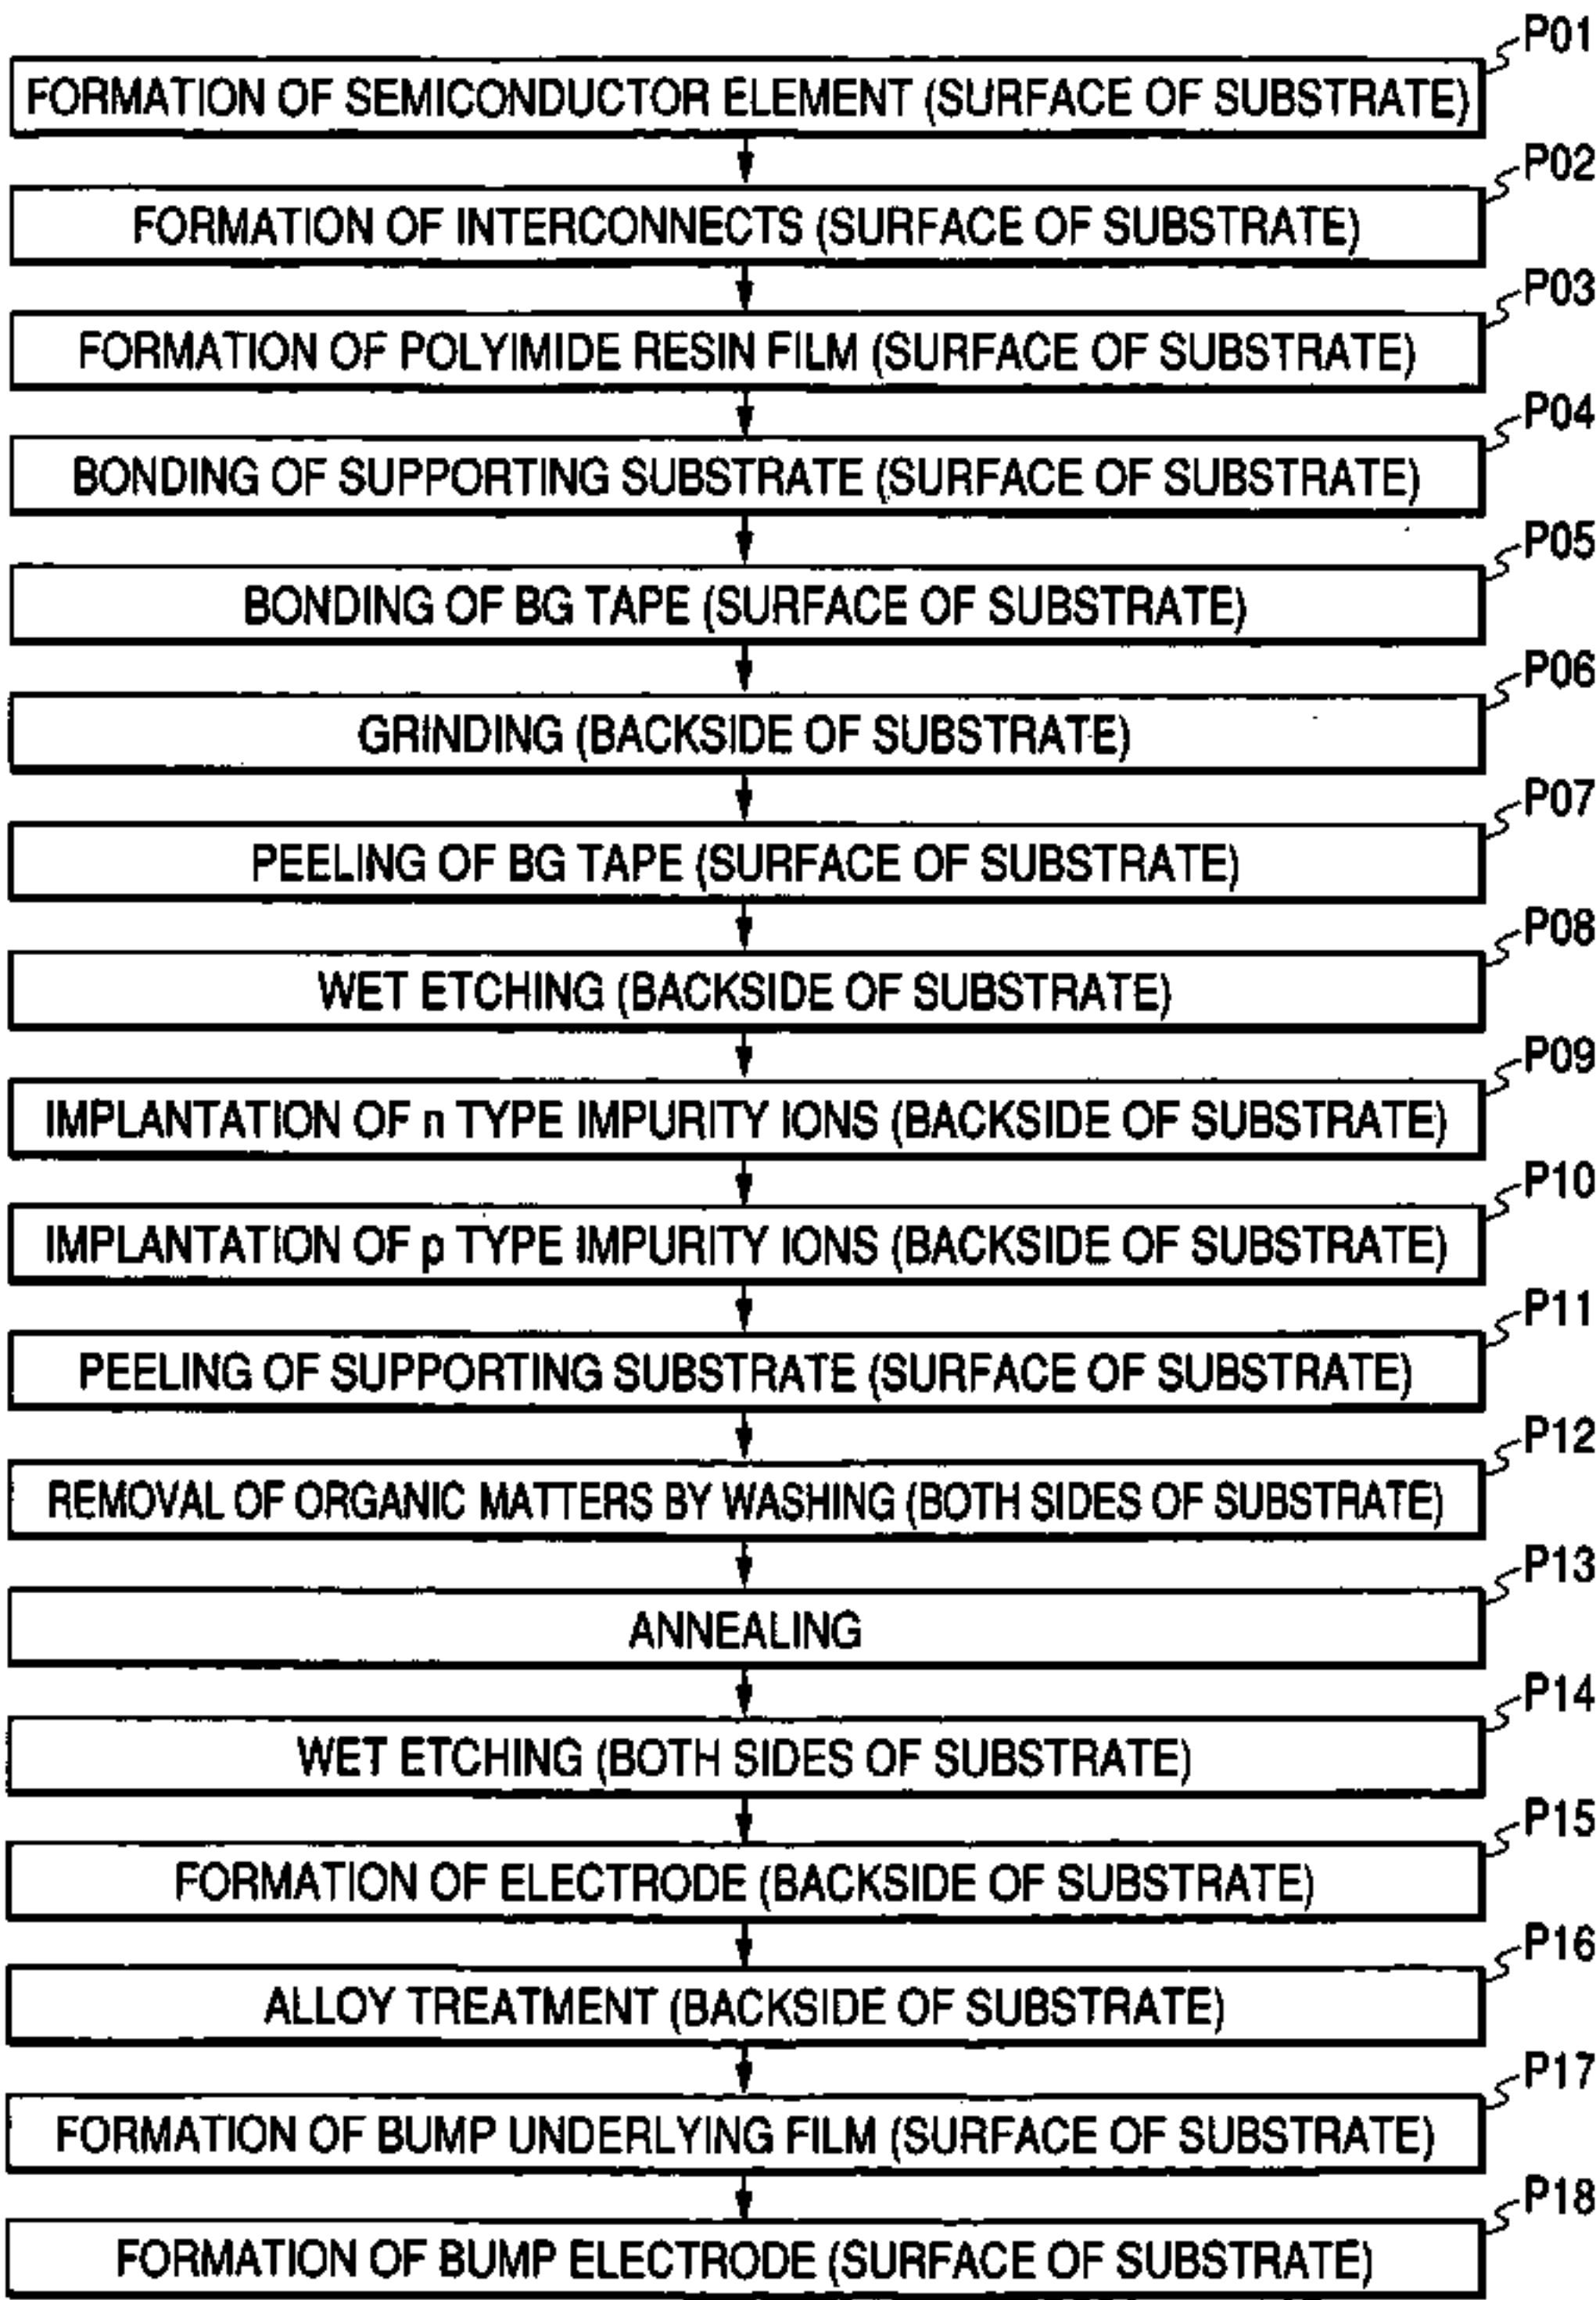 P01
FORMATION OF SEMICONDUCTOR ELEMENT (SURFACE OF SUBSTRATE)
P02
FORMATION OF INTERCONNECTS (SURFACE OF SUBSTRATE)
P03
FORMATION OF POLYIMIDE RESIN FILM (SURFACE OF SUBSTRATE)
P04
BONDING OF SUPPORTING SUBSTRATE (SURFACE OF SUBSTRATE)
P05
BONDING OF BG TAPE (SURFACE OF SUBSTRATE)
P06
GRINDING (BACKSIDE OF SUBSTRATE)
P07
PEELING OF BG TAPE (SURFACE OF SUBSTRATE)
P08
WET ETCHING (BACKSIDE OF SUBSTRATE)
P09
IMPLANTATION OF n TYPE IMPURITY IONS (BACKSIDE OF SUBSTRATE)
P10
IMPLANTATION OF p TYPE IMPURITY IONS (BACKSIDE OF SUBSTRATE)
P11
PEELING OF SUPPORTING SUBSTRATE (SURFACE OF SUBSTRATE)
P12
REMOVAL OF ORGANIC MATTERS BY WASHING (BOTH SIDES OF SUBSTRATE)
P13
ANNEALING
P14
WET ETCHING (BOTH SIDES OF SUBSTRATE)
P15
FORMATION OF ELECTRODE (BACKSIDE OF SUBSTRATE)
P16
ALLOY TREATMENT (BACKSIDE OF SUBSTRATE)
P17
FORMATION OF BUMP UNDERLYING FILM (SURFACE OF SUBSTRATE)
P18
FORMATION OF BUMP ELECTRODE (SURFACE OF SUBSTRATE)